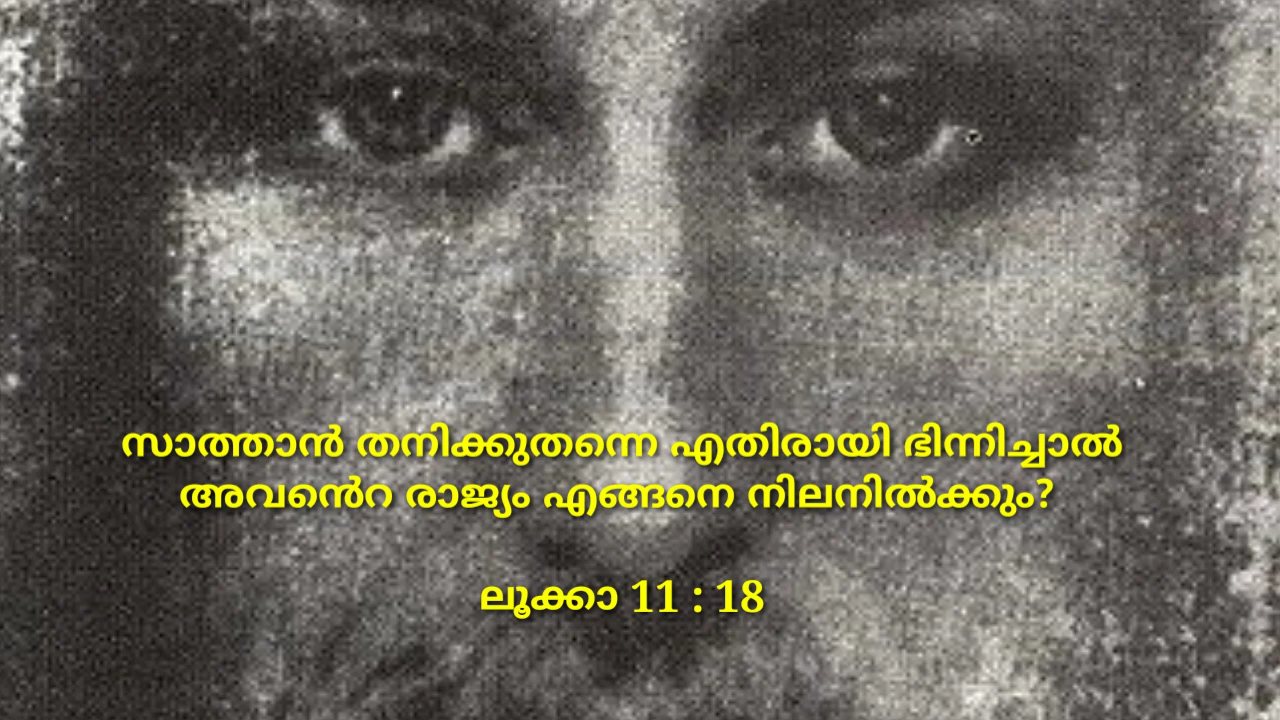 സാത്താൻ തനിക്കുതന്നെ എതിരായി ഭിന്നിച്ചാൽ
അവൻെറ രാജ്യം എങ്ങനെ നിലനിൽക്കും?
ലൂക്കാ 11 : 18